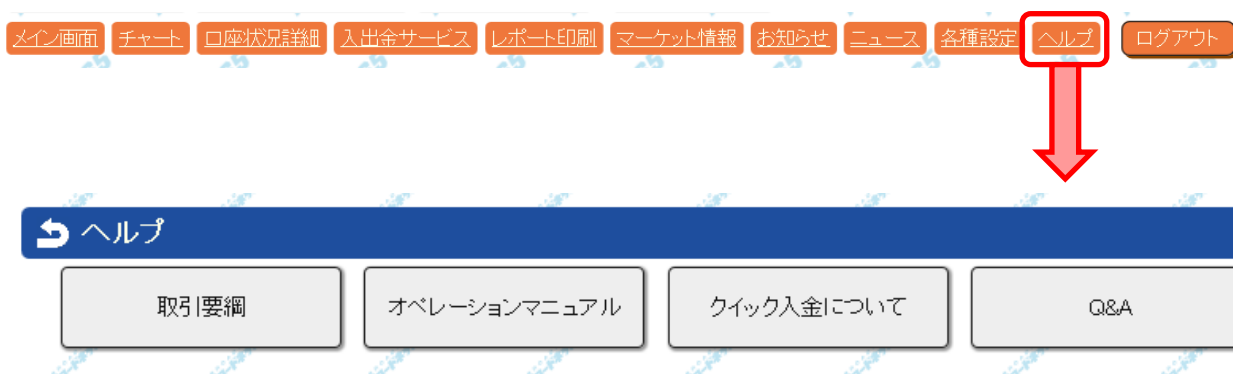 メイン画面 チャート 口座状況詳細 入出金サービス レポート印刷 マーケット情報 お知らせ ニュース 各種設定 ヘルプ ログアウト
ヘルプ
取引要綱 オペレーションマニュアル クイック入金について Q&A